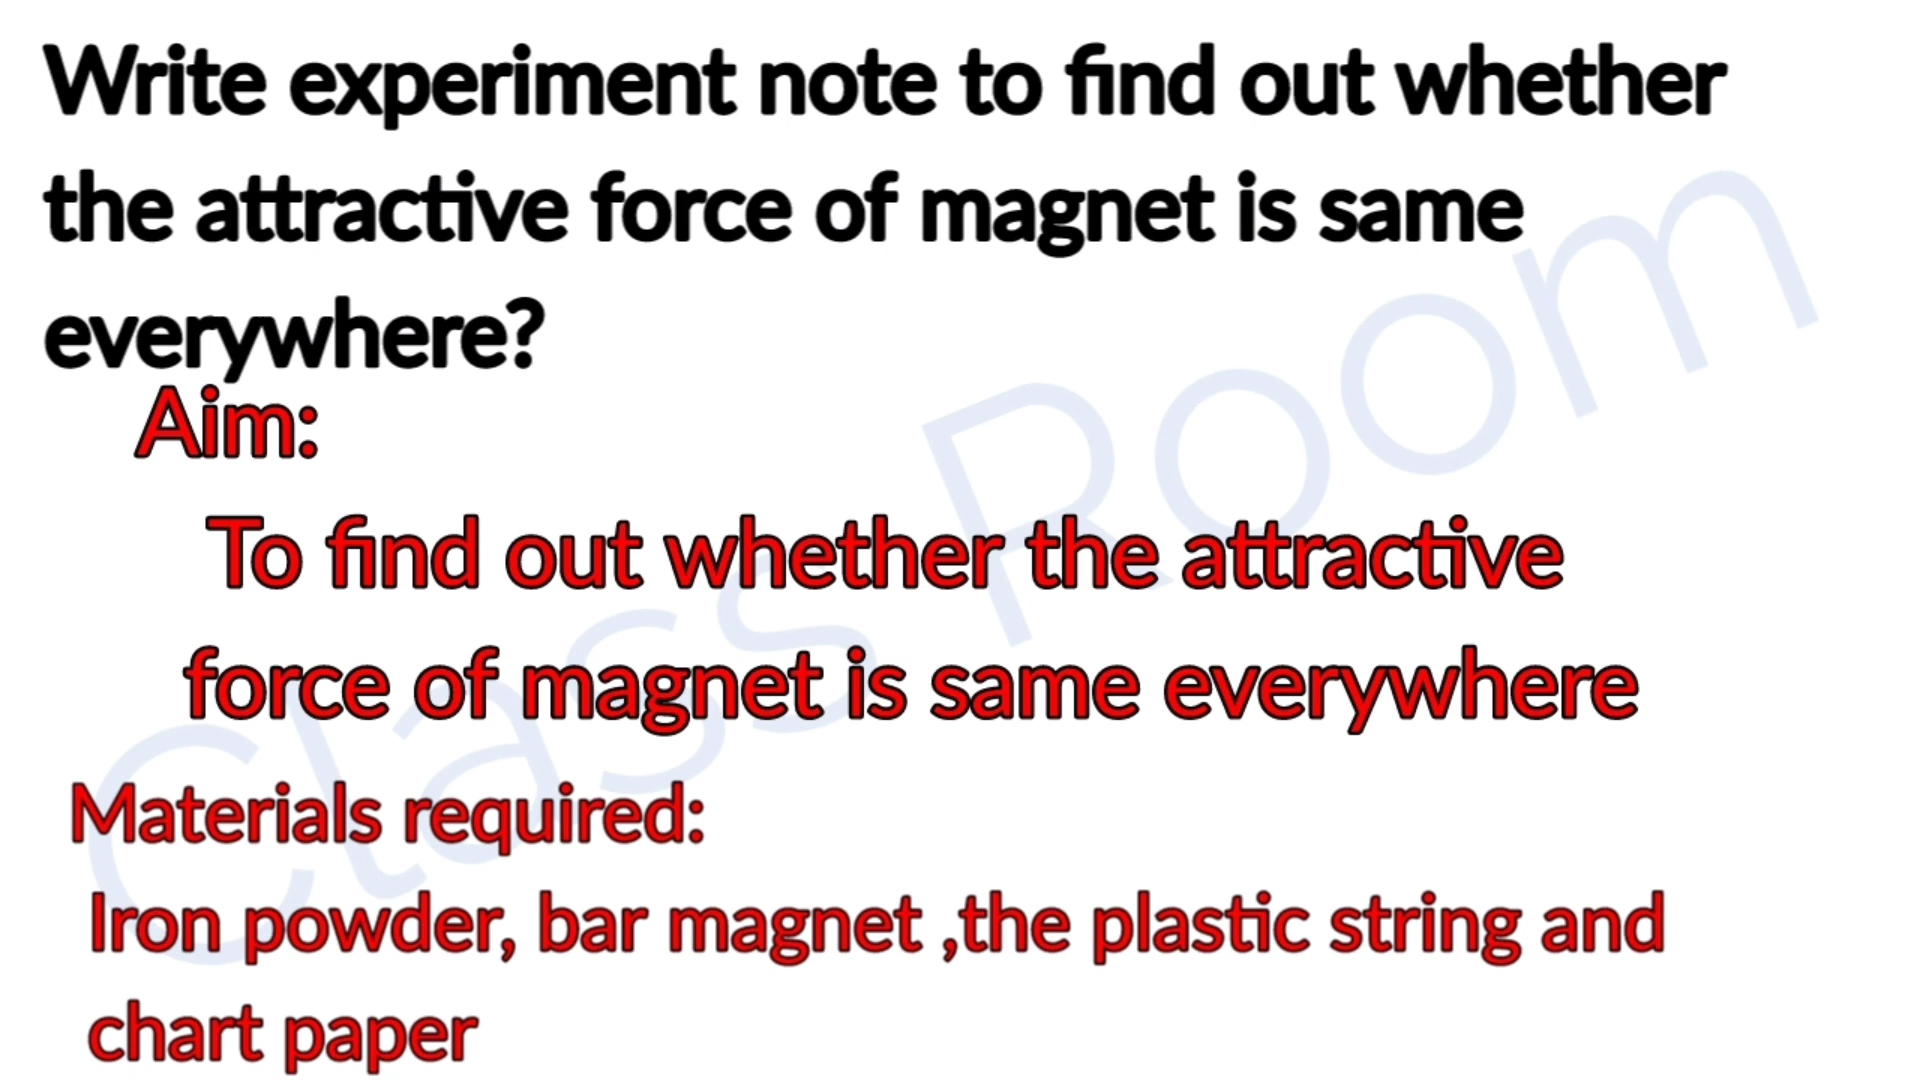 Write experiment note to find out whether
the attractive force of magnet is same
everywhere?
Aim:
To find out whether the attractive
force of magnet is same everywhere
Materials required:
Iron powder, bar magnet ,the plastic string and
chart paper
Class Room